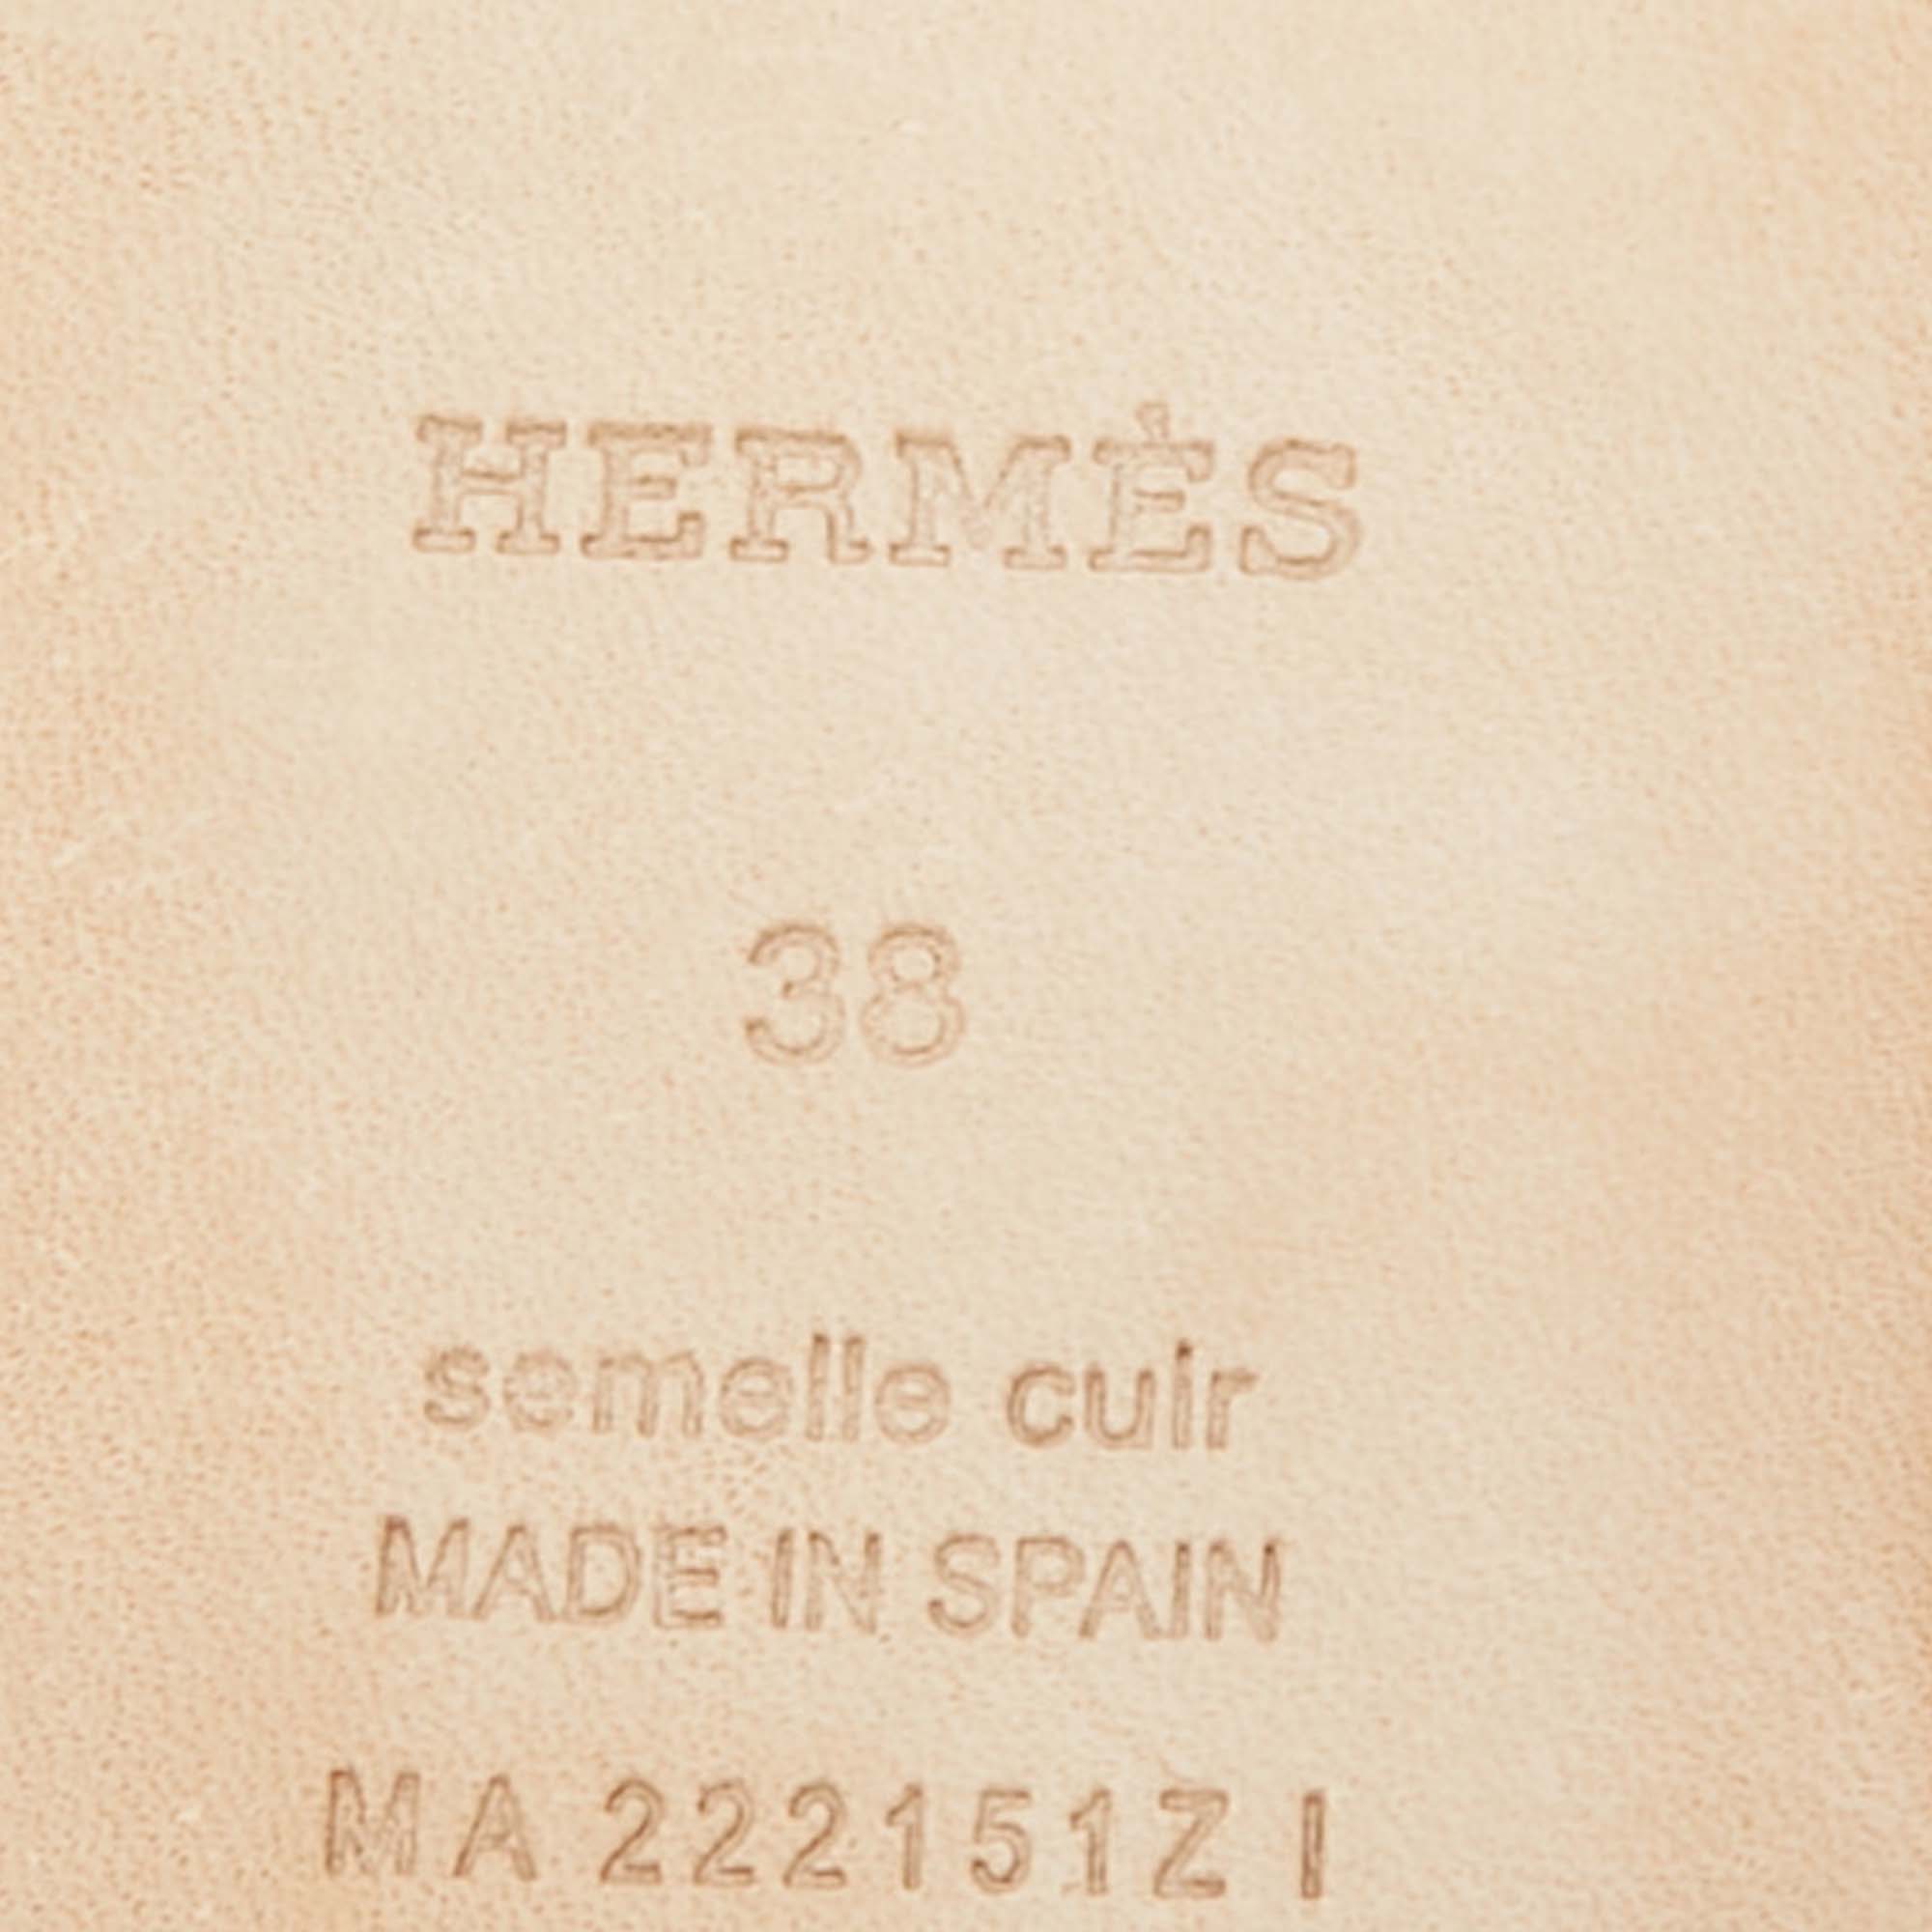 HERMÈS
38
semelle cuir
MADE IN SPAIN
MA 222151Z I